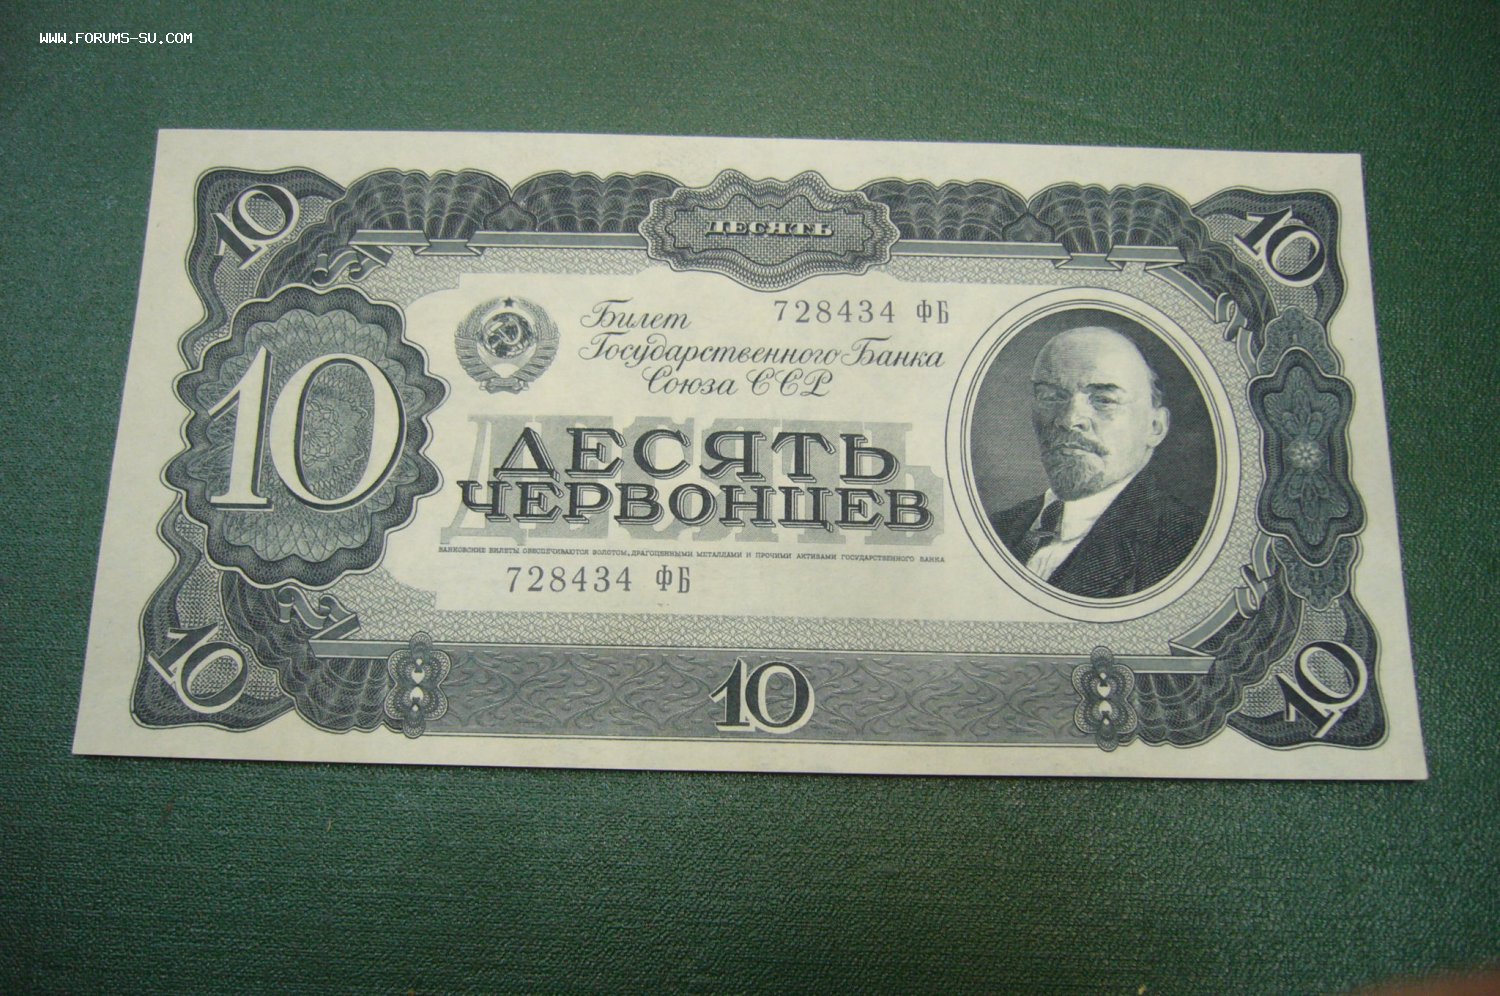 WWW.FORUMS-SU.COM
10
ДЕСЯТЬ
10
Билет
728434 ФБ
Государственного Банка
Союза ССР
10
ДЕСЯТЬ
ДЕСЯТЬ
ЧЕРВОНЦЕВ
БАНКОВСКИЕ БИЛЕТЫ ОБЕСПЕЧИВАЮТСЯ ЗОЛОТОМ, ДРАГОЦЕННЫМИ МЕТАЛЛАМИ И ПРОЧИМИ АКТИВАМИ ГОСУДАРСТВЕННОГО БАНКА
728434 ФБ
10
10
10